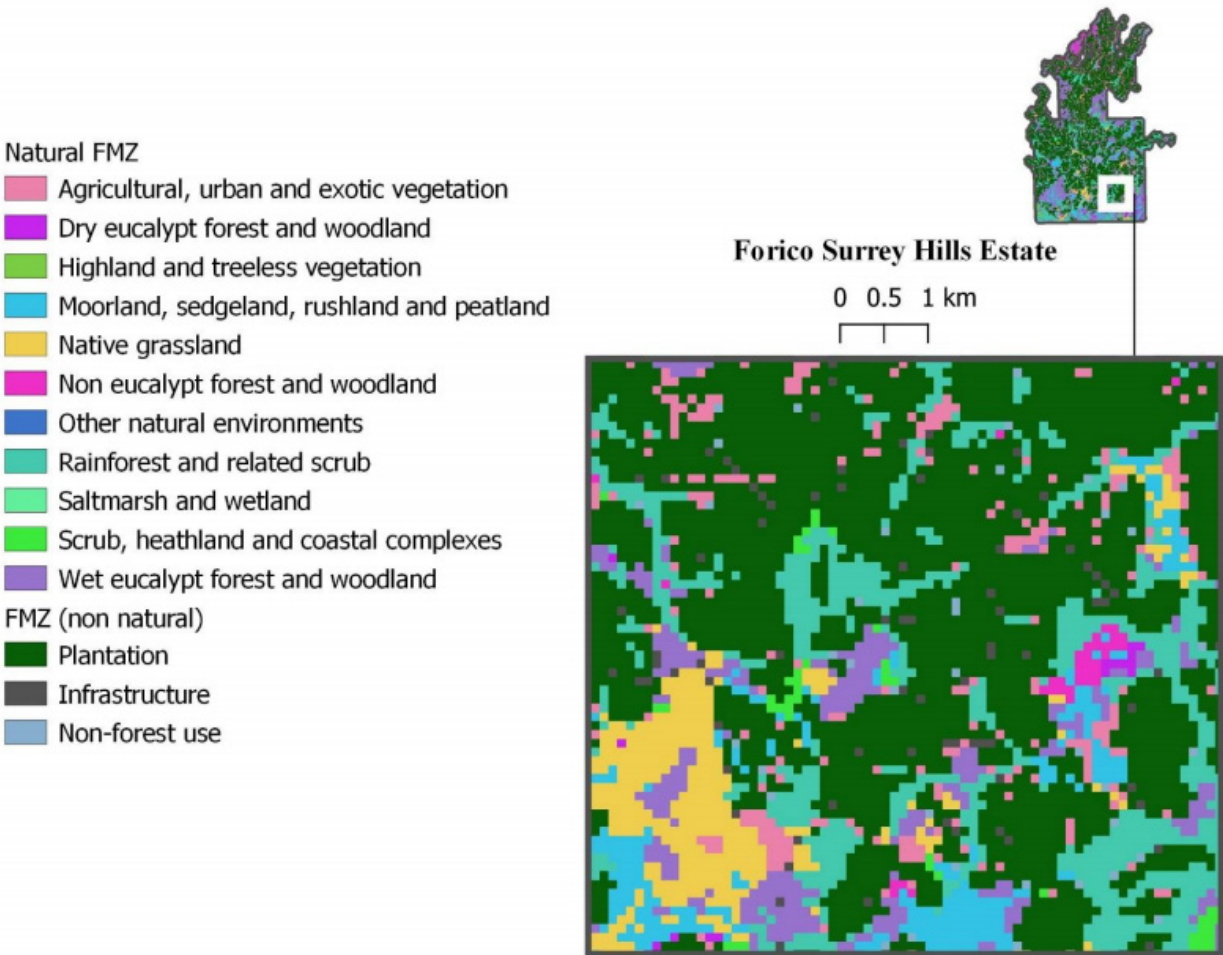 Natural FMZ
Agricultural, urban and exotic vegetation
Dry eucalypt forest and woodland
Highland and treeless vegetation
Moorland, sedgeland, rushland and peatland
Native grassland
Non eucalypt forest and woodland
Other natural environments
Rainforest and related scrub
Saltmarsh and wetland
Scrub, heathland and coastal complexes
Wet eucalypt forest and woodland
FMZ (non natural)
Plantation
Infrastructure
Non-forest use
Forico Surrey Hills Estate
0 0.5 1 km